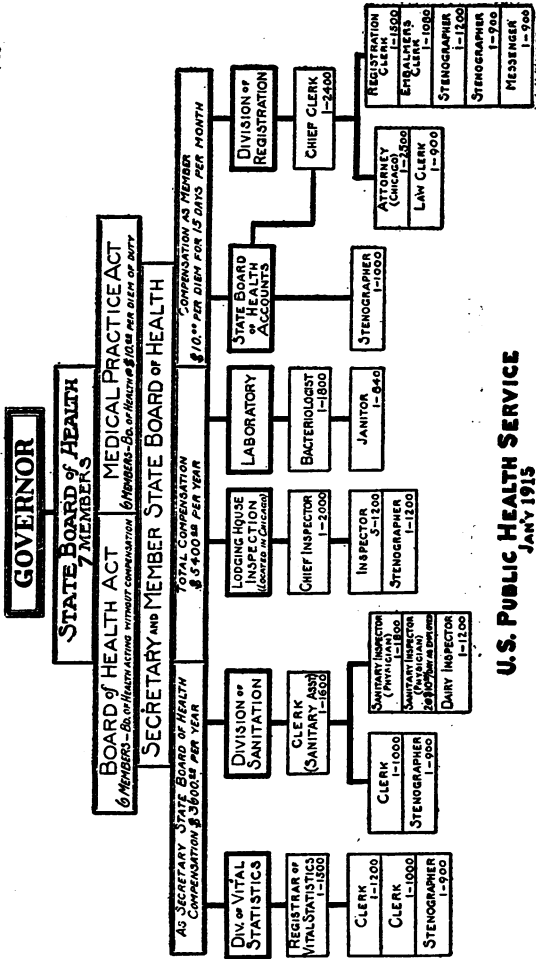 GOVERNOR
STATE BOARD OF HEALTH
7 MEMBERS
BOARD OF HEALTH ACT
6 MEMBERS-BD. OF HEALTH ACTING WITHOUT COMPENSATION
MEDICAL PRACTICE ACT
6 MEMBERS-BD. OF HEALTH @ $10.00 PER DIEM OF DUTY
SECRETARY AND MEMBER STATE BOARD OF HEALTH
AS SECRETARY STATE BOARD OF HEALTH
COMPENSATION $3600.00 PER YEAR
TOTAL COMPENSATION
$5400.00 PER YEAR
COMPENSATION AS MEMBER
$10.00 PER DIEM FOR 15 DAYS PER MONTH
DIV. OF VITAL
STATISTICS
REGISTRAR OF
VITAL STATISTICS
1-1500
CLERK
1-1200
CLERK
1-1000
STENOGRAPHER
1-900
DIVISION OF
SANITATION
CLERK
(SANITARY ASST)
1-1600
CLERK
1-1000
STENOGRAPHER
1-900
SANITARY INSPECTOR
(PHYSICIAN)
1-1800
SANITARY INSPECTOR
(PHYSICIAN)
DAY AS EMPLOYED
DAIRY INSPECTOR
1-1200
LODGING HOUSE
INSPECTION
(LOCATED IN CHICAGO)
CHIEF INSPECTOR
1-2000
INSPECTOR
5-1200
STENOGRAPHER
1-1200
LABORATORY
BACTERIOLOGIST
1-1800
JANITOR
1-840
STATE BOARD
OF HEALTH
ACCOUNTS
STENOGRAPHER
1-1000
DIVISION OF
REGISTRATION
CHIEF CLERK
1-2400
ATTORNEY
(CHICAGO)
1-2500
LAW CLERK
1-900
REGISTRATION
CLERK
1-1500
EMBALMERS
CLERK 1-1080
STENOGRAPHER
1-1200
STENOGRAPHER
1-900
MESSENGER
1-900
U.S. PUBLIC HEALTH SERVICE
JAN'Y 1915